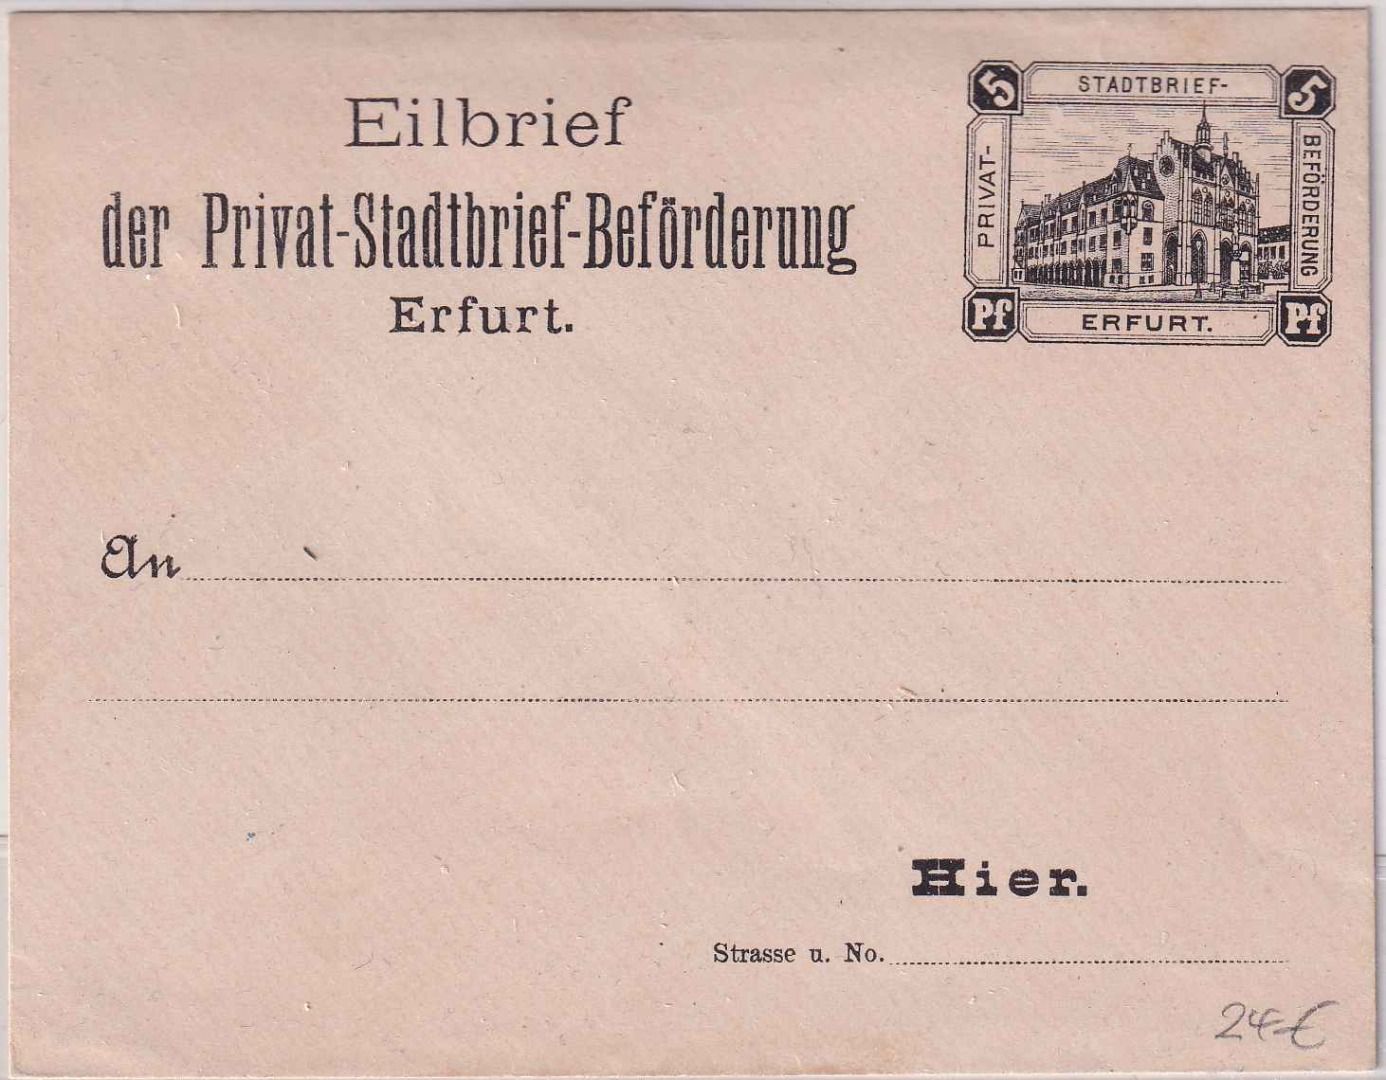 Eilbrief
der Privat-Stadtbrief-Beförderung
Erfurt.
5 STADTBRIEF- 5
PRIVAT-
BEFÖRDERUNG
Pf ERFURT. Pf
An
Hier.
Strasse u. No.
24-€